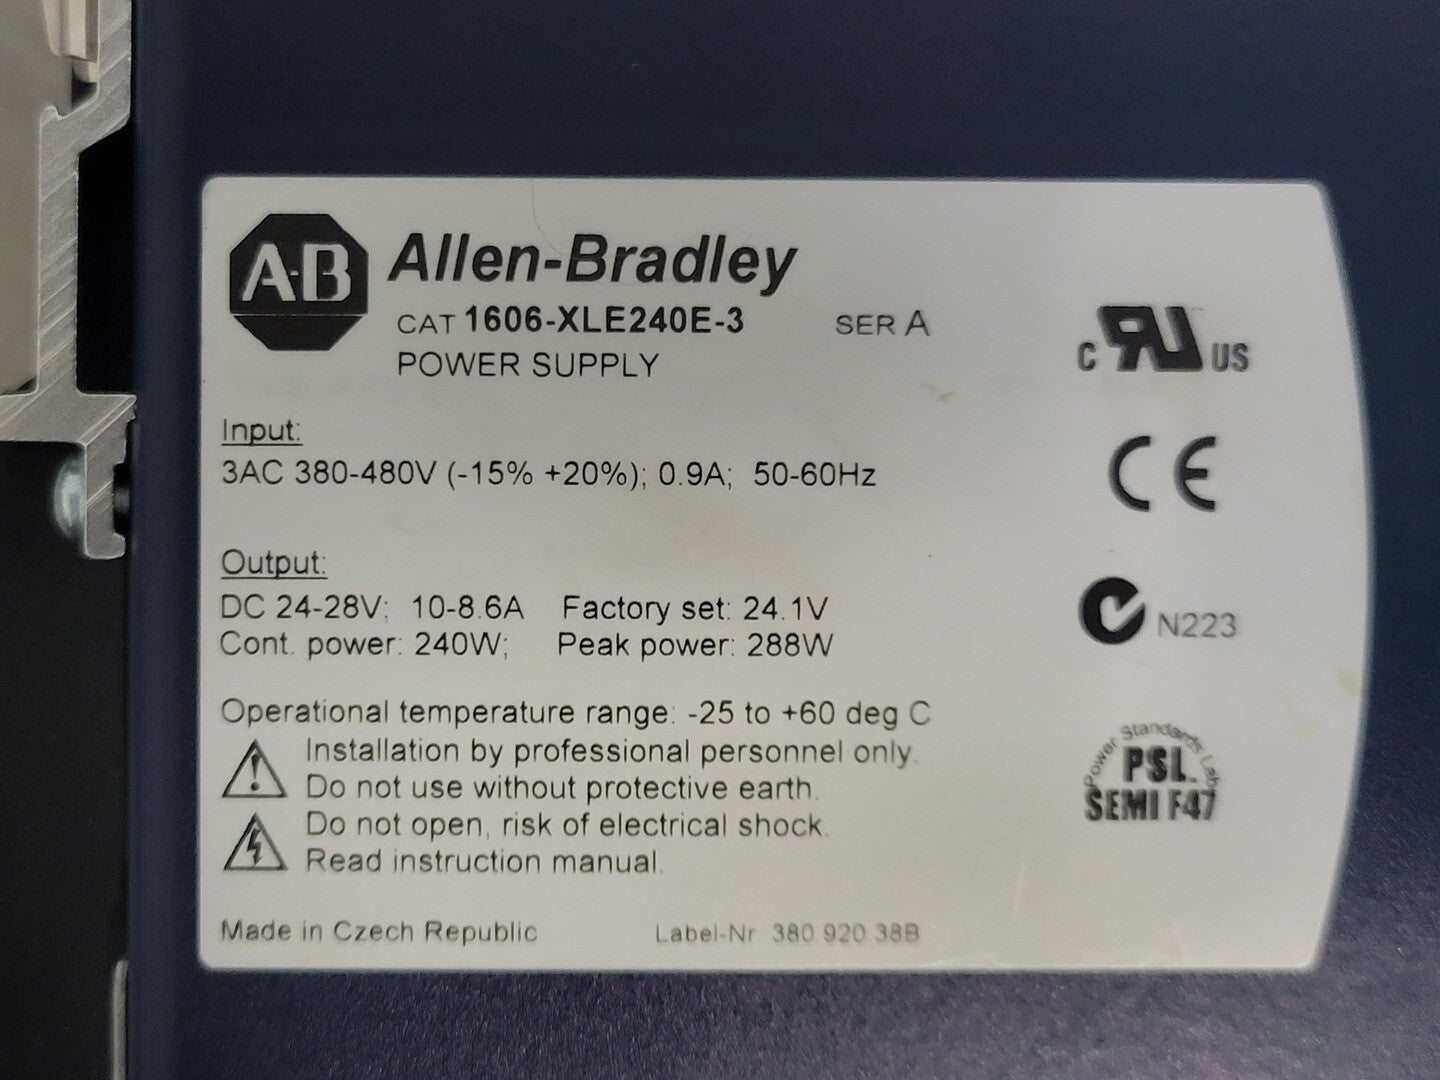 A-B Allen-Bradley
CAT 1606-XLE240E-3 SER A
POWER SUPPLY
C RU US
Input:
3AC 380-480V (-15% +20%); 0.9A; 50-60Hz
CE
Output:
DC 24-28V; 10-8.6A Factory set: 24.1V
Cont. power: 240W; Peak power: 288W
N223
Operational temperature range: -25 to +60 deg C
Installation by professional personnel only.
Do not use without protective earth.
Do not open, risk of electrical shock.
Read instruction manual.
Power Standards Lab
PSL
SEMI F47
Made in Czech Republic Label-Nr 380 920 38B